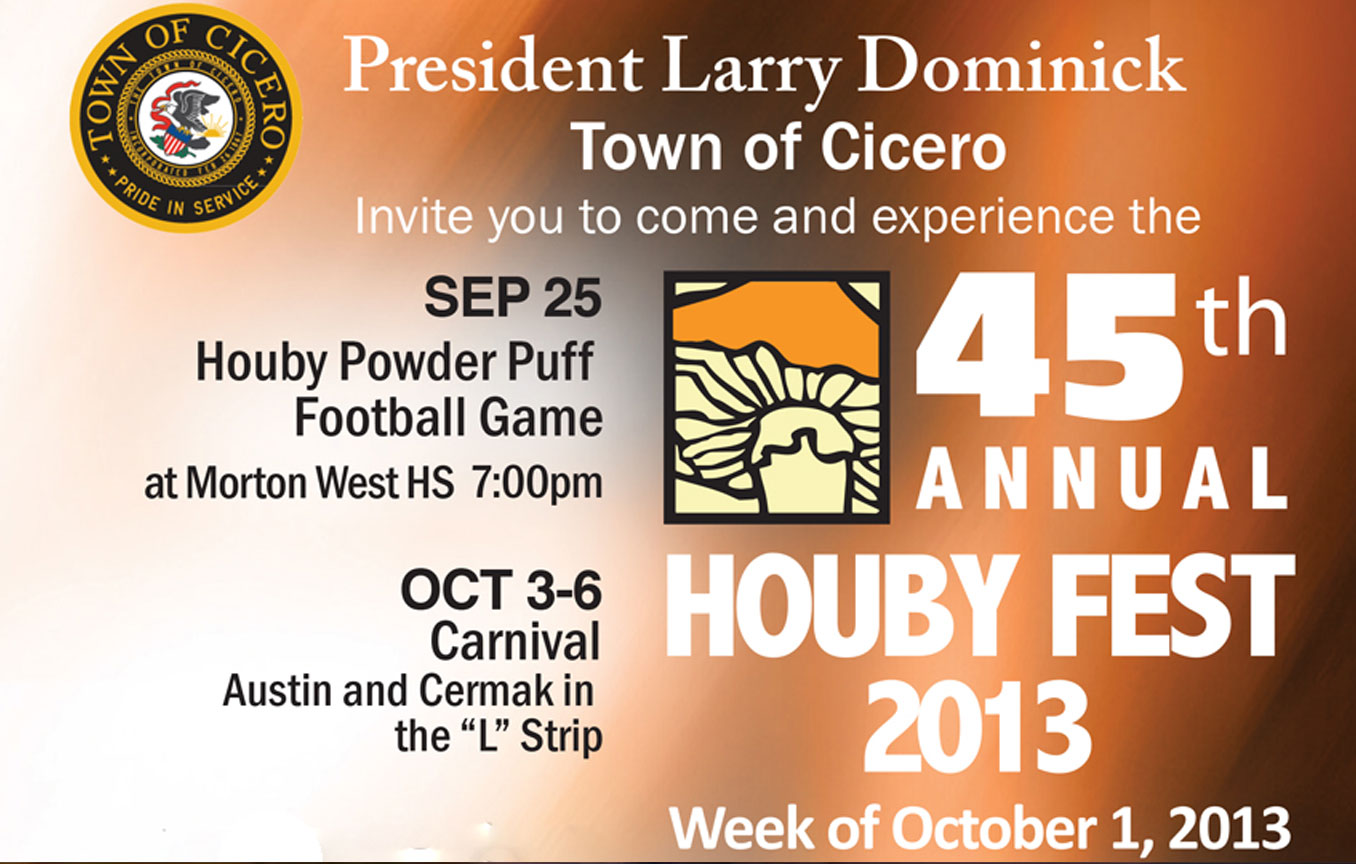 TOWN OF CICERO
PRIDE IN SERVICE
President Larry Dominick
Town of Cicero
Invite you to come and experience the
SEP 25
Houby Powder Puff
Football Game
at Morton West HS 7:00pm
OCT 3-6
Carnival
Austin and Cermak in
the “L” Strip
45th
ANNUAL
HOUBY FEST
2013
Week of October 1, 2013